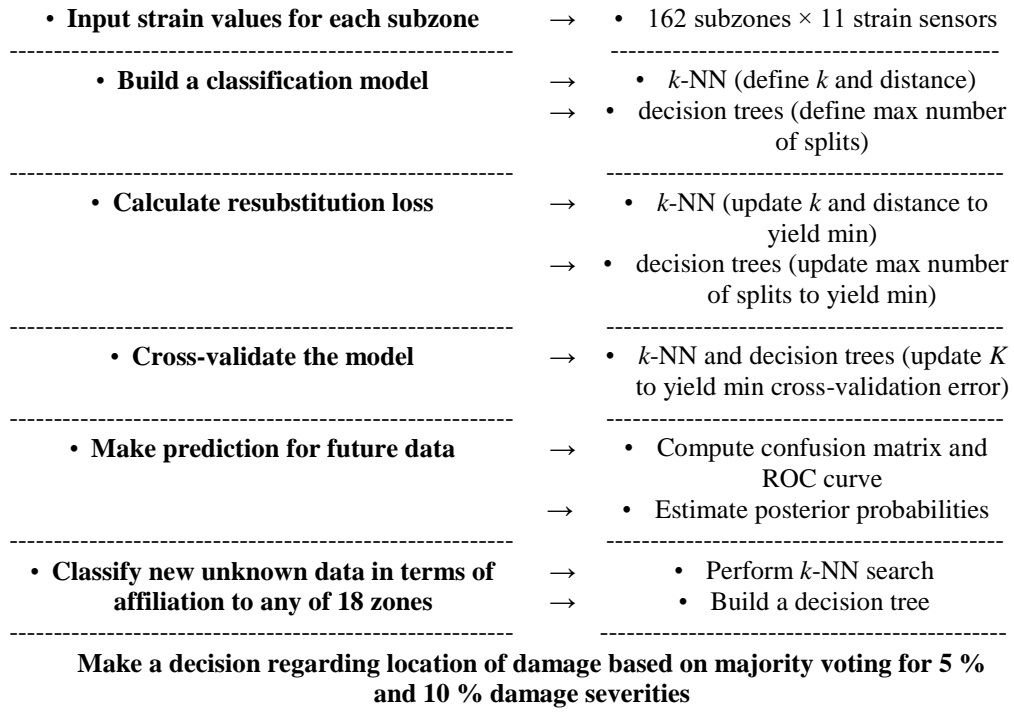 • Input strain values for each subzone → • 162 subzones × 11 strain sensors
• Build a classification model → • k-NN (define k and distance)
→ • decision trees (define max number
of splits)
• Calculate resubstitution loss → • k-NN (update k and distance to
yield min)
→ • decision trees (update max number
of splits to yield min)
• Cross-validate the model → • k-NN and decision trees (update K
to yield min cross-validation error)
• Make prediction for future data → • Compute confusion matrix and
ROC curve
→ • Estimate posterior probabilities
• Classify new unknown data in terms of → • Perform k-NN search
affiliation to any of 18 zones → • Build a decision tree
Make a decision regarding location of damage based on majority voting for 5 %
and 10 % damage severities